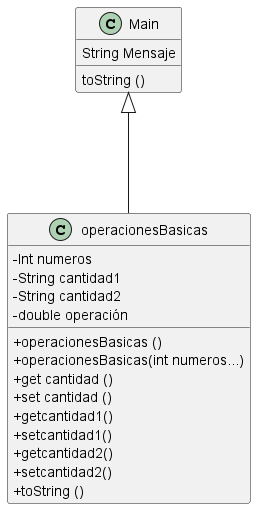 C Main
String Mensaje
toString ()
C operacionesBasicas
-Int numeros
-String cantidad1
-String cantidad2
-double operación
+operacionesBasicas ()
+operacionesBasicas(int numeros...)
+get cantidad ()
+set cantidad ()
+getcantidad1()
+setcantidad1()
+getcantidad2()
+setcantidad2()
+toString ()